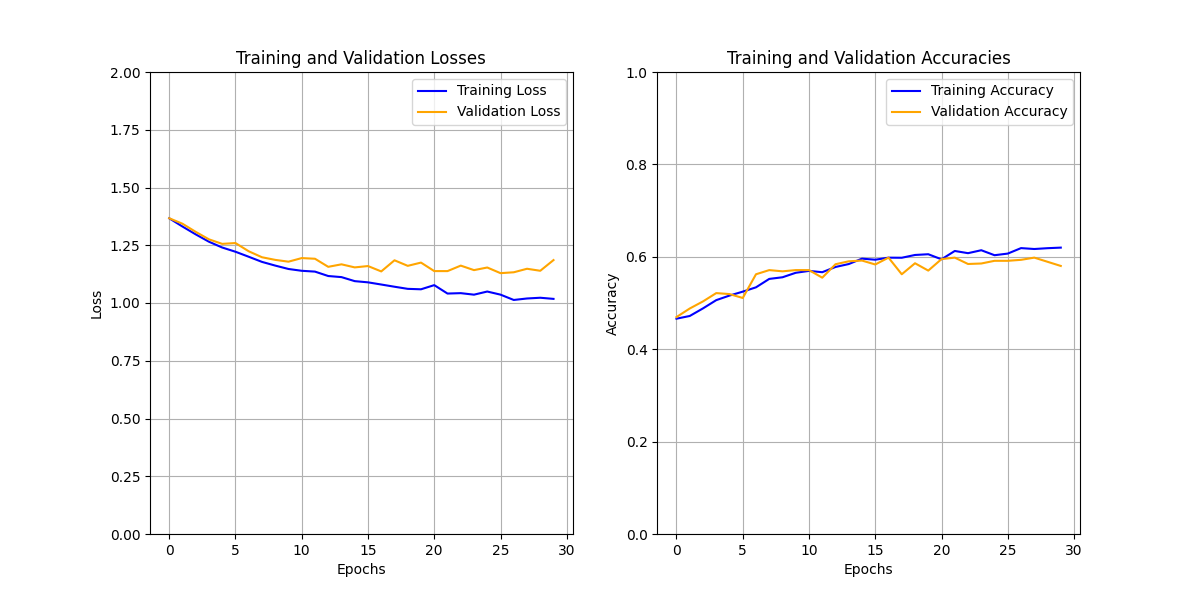 Training and Validation Losses
Training Loss
Validation Loss
2.00
1.75
1.50
1.25
1.00
0.75
0.50
0.25
0.00
Loss
0 5 10 15 20 25 30
Epochs
Training and Validation Accuracies
Training Accuracy
Validation Accuracy
1.0
0.8
0.6
0.4
0.2
0.0
Accuracy
0 5 10 15 20 25 30
Epochs